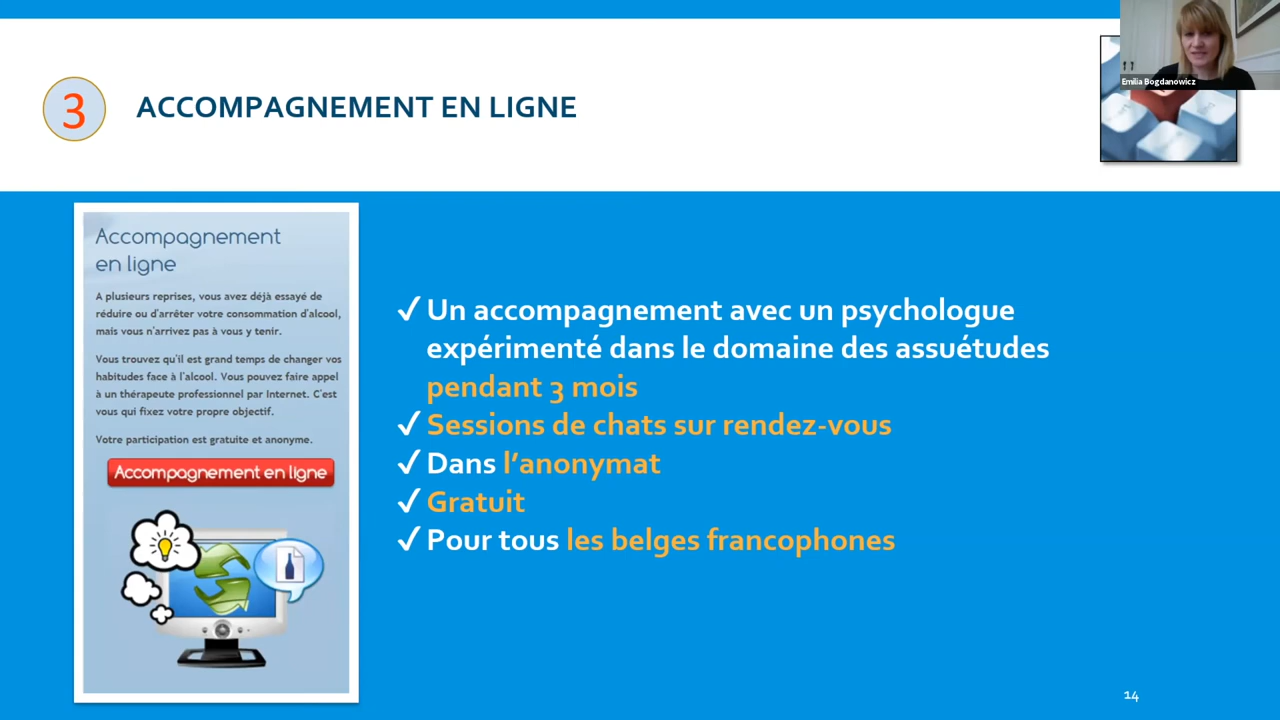 3
ACCOMPAGNEMENT EN LIGNE
Emilia Bogdanowicz
Accompagnement
en ligne
A plusieurs reprises, vous avez déjà essayé de
réduire ou d'arrêter votre consommation d'alcool,
mais vous n'arrivez pas à vous y tenir.
Vous trouvez qu'il est grand temps de changer vos
habitudes face à l'alcool. Vous pouvez faire appel
à un thérapeute professionnel par Internet. C'est
vous qui fixez votre propre objectif.
Votre participation est gratuite et anonyme.
Accompagnement en ligne
✓ Un accompagnement avec un psychologue
expérimenté dans le domaine des assuétudes
pendant 3 mois
✓ Sessions de chats sur rendez-vous
✓ Dans l’anonymat
✓ Gratuit
✓ Pour tous les belges francophones
14